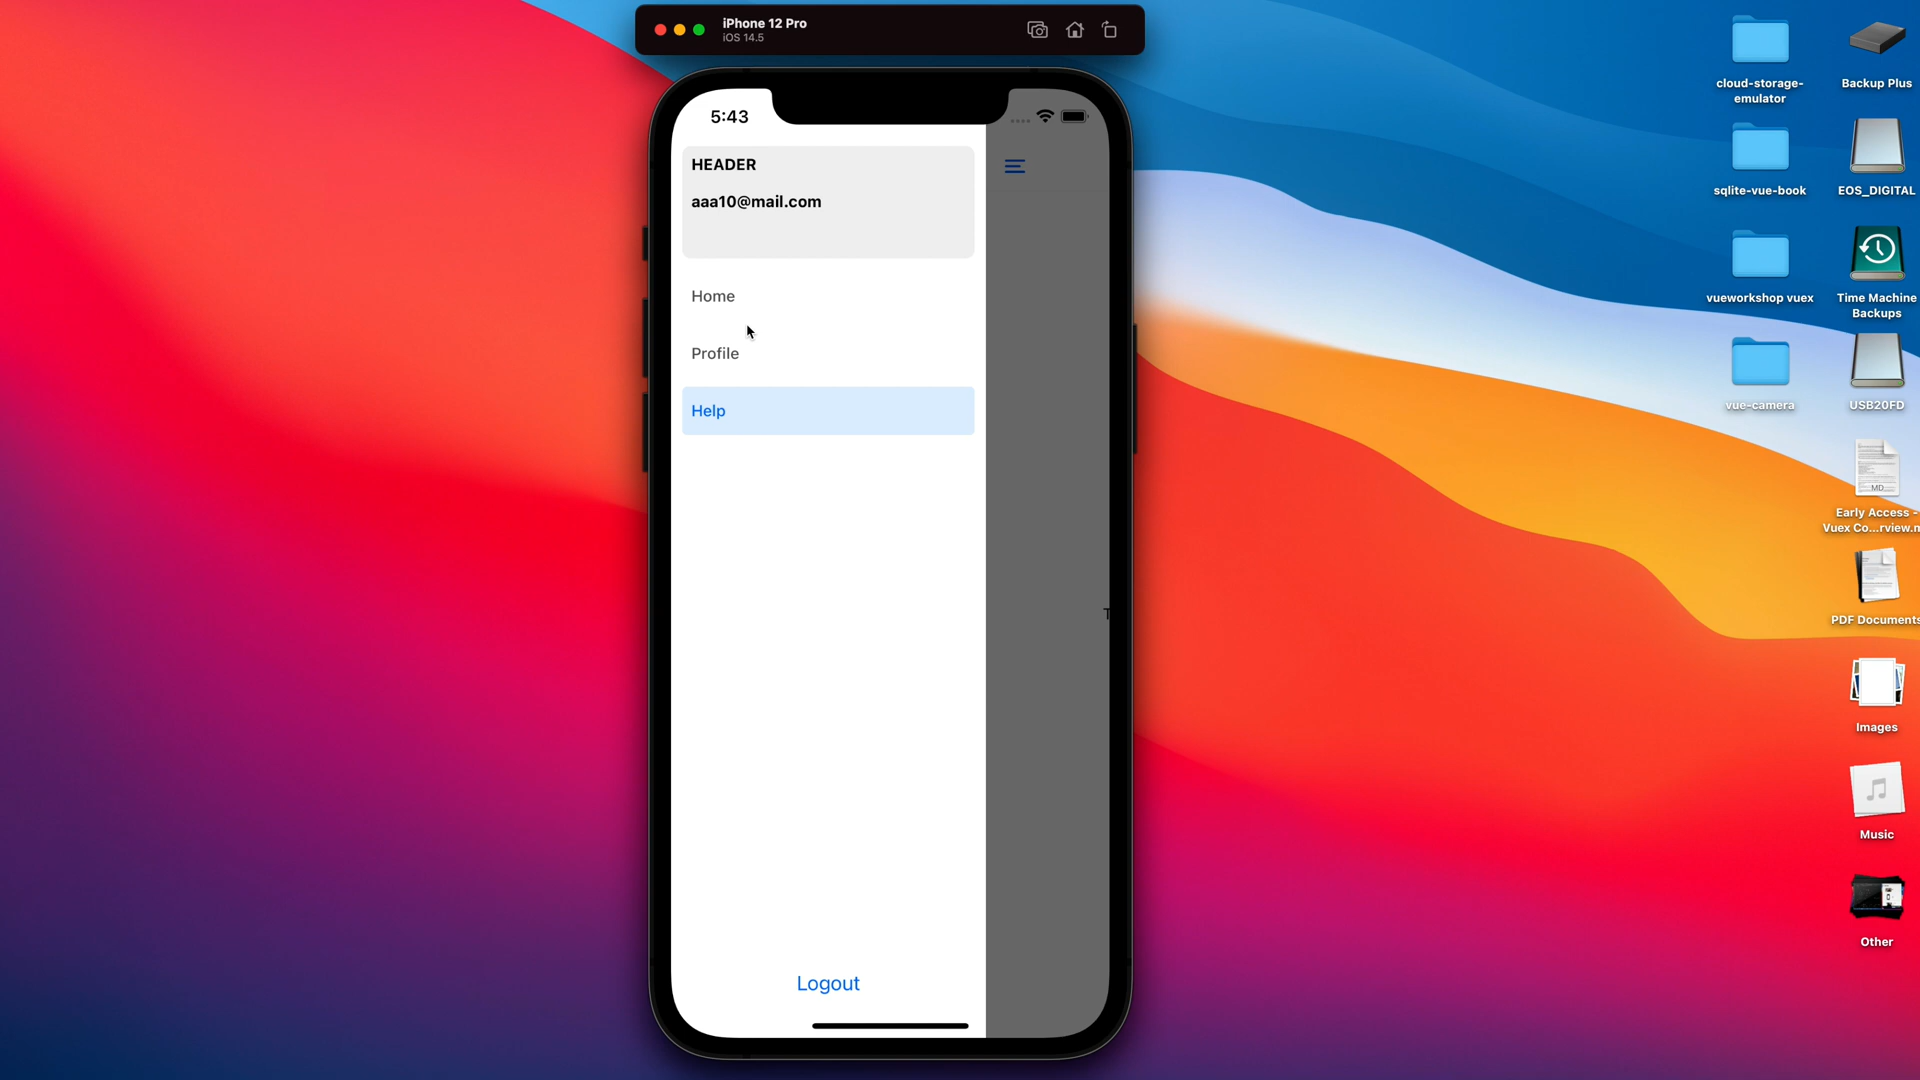 iPhone 12 Pro
iOS 14.5
5:43
HEADER
aaa10@mail.com
Home
Profile
Help
T
Logout
cloud-storage-
emulator
Backup Plus
sqlite-vue-book
EOS_DIGITAL
vueworkshop vuex
Time Machine
Backups
vue-camera
USB20FD
MD
Early Access -
Vuex Co...rview.m
PDF Documents
Images
Music
Other